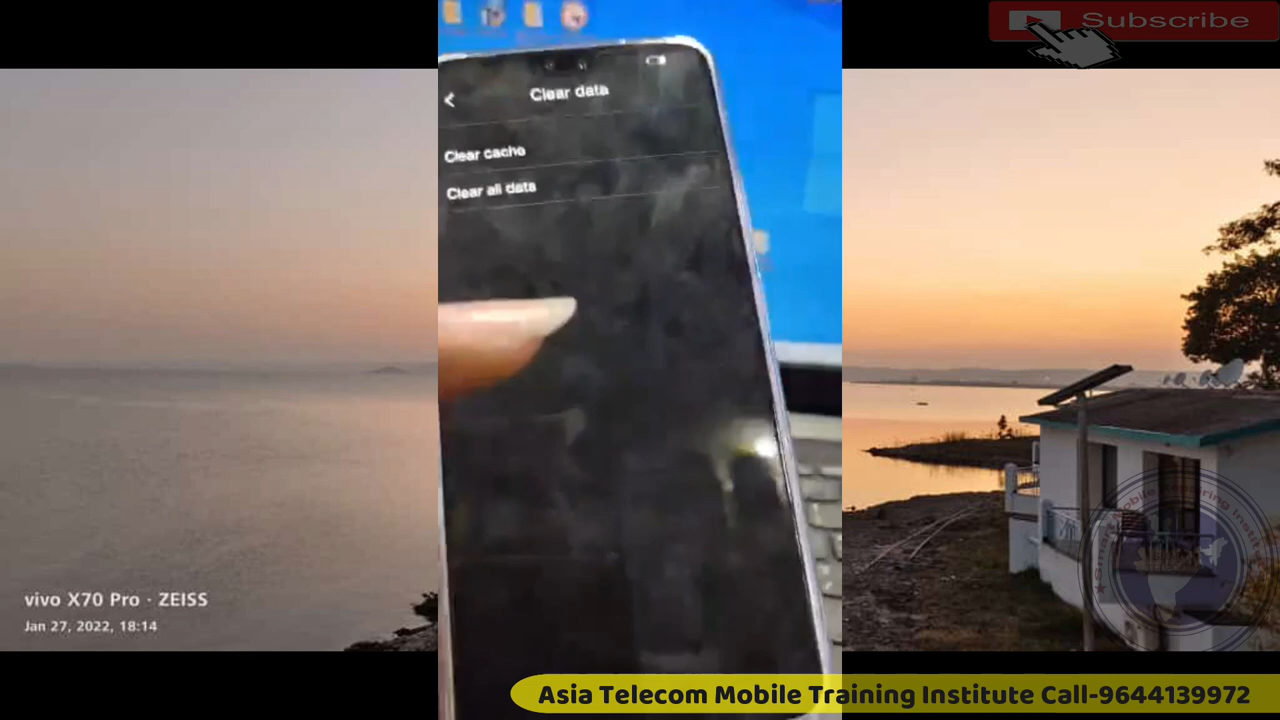 Subscribe
Clear data
Clear cache
Clear all data
vivo X70 Pro · ZEISS
Jan 27, 2022, 18:14
Asia Telecom Mobile Training Institute Call-9644139972